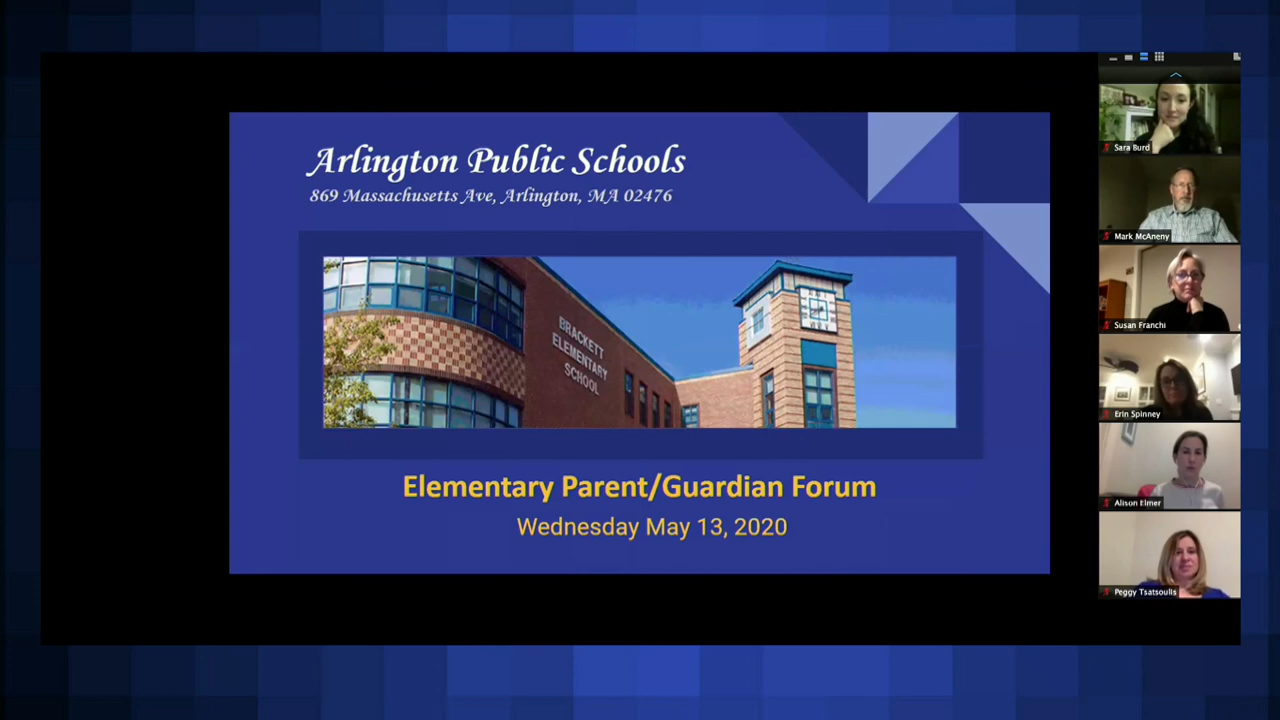 Arlington Public Schools
869 Massachusetts Ave, Arlington, MA 02476
BRACKETT
ELEMENTARY
SCHOOL
Elementary Parent/Guardian Forum
Wednesday May 13, 2020
Sara Burd
Mark McAneny
Susan Franchi
Erin Spinney
Alison Elmer
Peggy Tsatsoulis